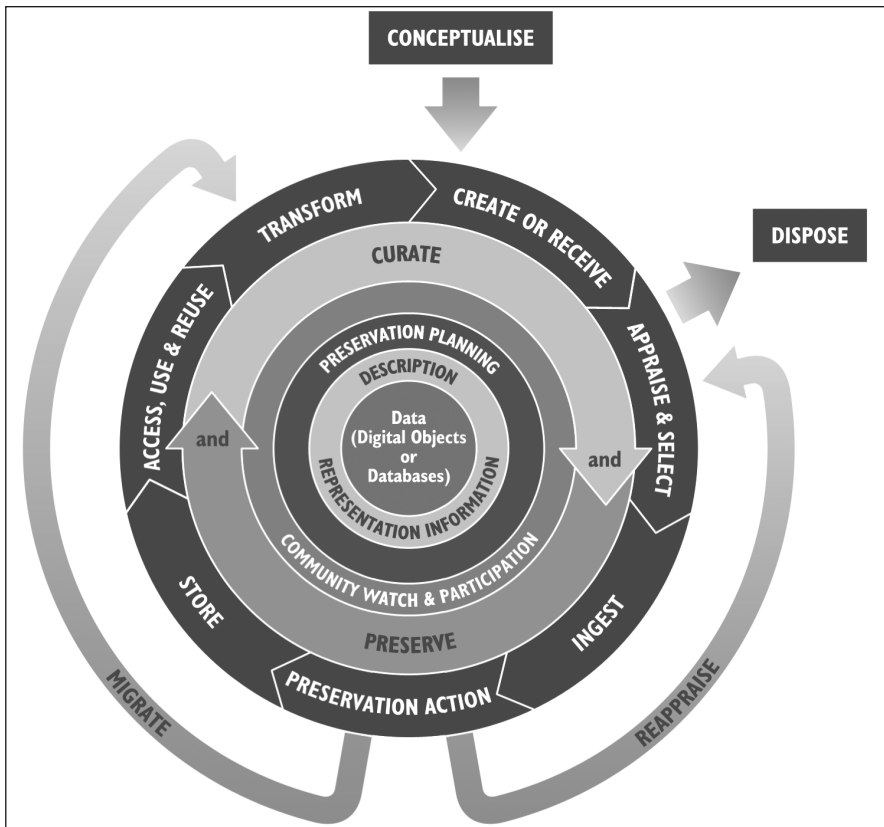 CONCEPTUALISE
DISPOSE
TRANSFORM
CREATE OR RECEIVE
APPRAISE & SELECT
INGEST
PRESERVATION ACTION
STORE
ACCESS, USE & REUSE
CURATE
and
PRESERVE
and
PRESERVATION PLANNING
COMMUNITY WATCH & PARTICIPATION
DESCRIPTION
REPRESENTATION INFORMATION
Data
(Digital Objects
or
Databases)
MIGRATE
REAPPRAISE